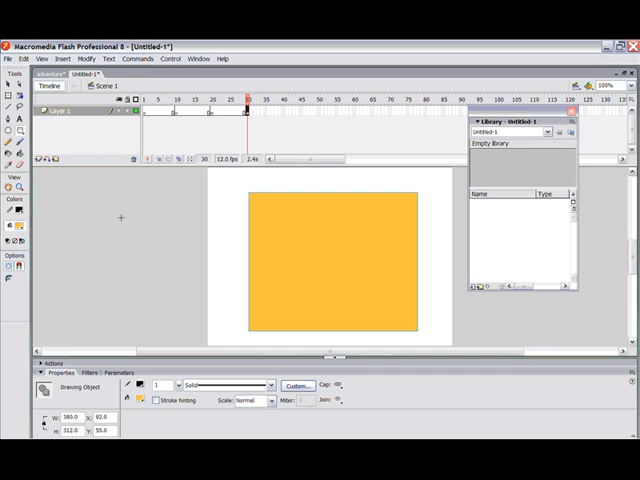 Macromedia Flash Professional 8 - [Untitled-1*]
File Edit View Insert Modify Text Commands Control Window Help
Tools adventure* Untitled-1*
Timeline Scene 1 100%
1 5 10 15 20 25 30 35 40 45 50 55 60 65 70 75 80 85 90 95 100 105 110 115 120 125 130 135
Layer 1
Library - Untitled-1
Untitled-1
Empty library
30 12.0 fps 2.4s
View
Name Type
Colors
Options
Actions
Properties Filters Parameters
Drawing Object 1 Solid Custom... Cap:
Stroke hinting Scale: Normal Miter: 3 Join:
W: 380.0 X: 92.0
H: 312.0 Y: 55.0